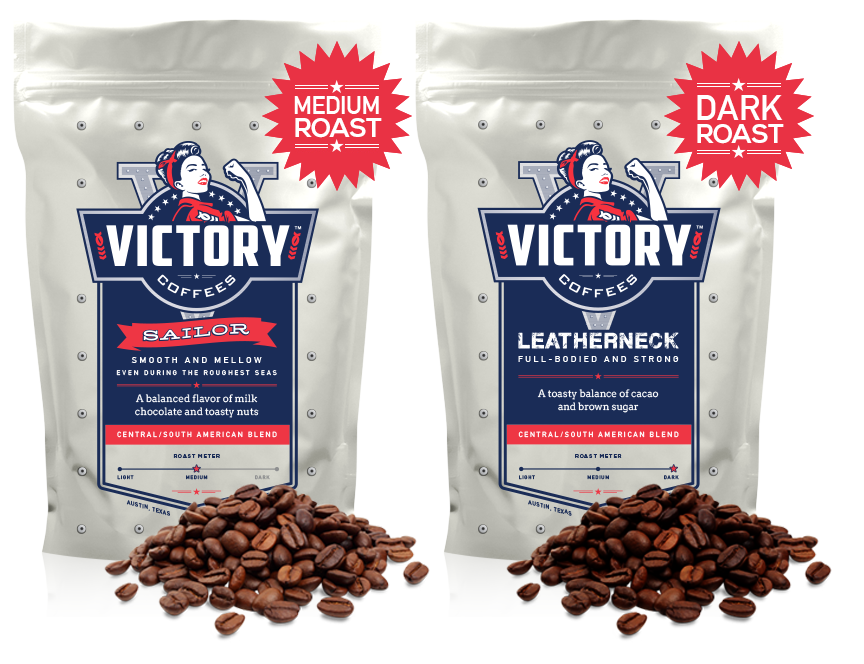 MEDIUM
ROAST
VICTORY™
COFFEES
SAILOR
SMOOTH AND MELLOW
EVEN DURING THE ROUGHEST SEAS
A balanced flavor of milk
chocolate and toasty nuts
CENTRAL/SOUTH AMERICAN BLEND
ROAST METER
LIGHT MEDIUM DARK
AUSTIN, TEXAS
DARK
ROAST
VICTORY™
COFFEES
LEATHERNECK
FULL-BODIED AND STRONG
A toasty balance of cacao
and brown sugar
CENTRAL/SOUTH AMERICAN BLEND
ROAST METER
LIGHT MEDIUM DARK
AUSTIN, TEXAS